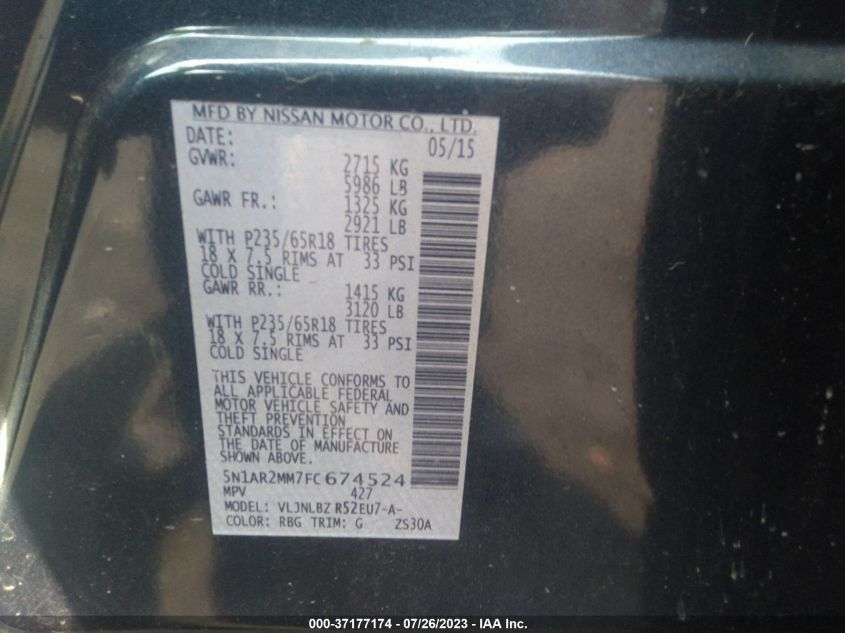 MFD BY NISSAN MOTOR CO., LTD.
DATE: 05/15
GVWR: 2715 KG
5986 LB
GAWR FR.: 1325 KG
2921 LB
WITH P235/65R18 TIRES
18 X 7.5 RIMS AT 33 PSI
COLD SINGLE
GAWR RR.: 1415 KG
3120 LB
WITH P235/65R18 TIRES
18 X 7.5 RIMS AT 33 PSI
COLD SINGLE
THIS VEHICLE CONFORMS TO
ALL APPLICABLE FEDERAL
MOTOR VEHICLE SAFETY AND
THEFT PREVENTION
STANDARDS IN EFFECT ON
THE DATE OF MANUFACTURE
SHOWN ABOVE.
5N1AR2MM7FC674524
MPV 427
MODEL: VLJNLBZ R52EU7-A-
COLOR: RBG TRIM: G ZS30A
000-37177174 - 07/26/2023 - IAA Inc.